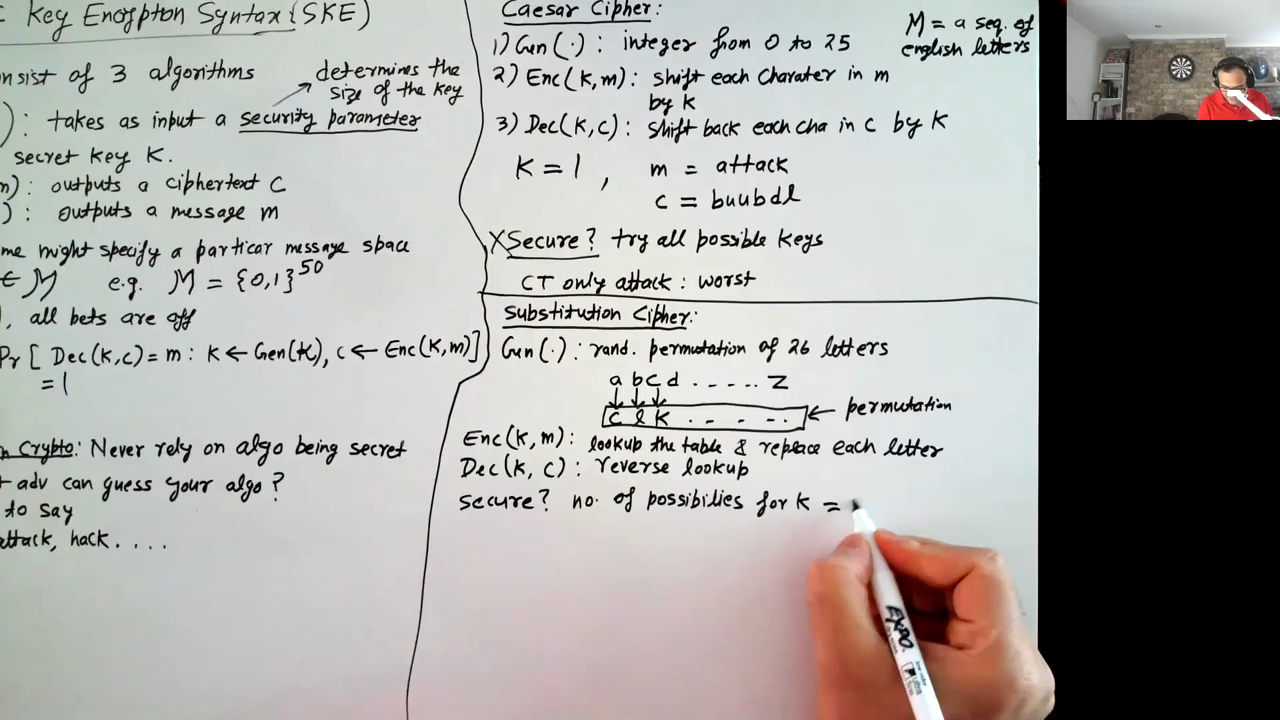 Key Encryption Syntax (SKE)
nsist of 3 algorithms
determines the
size of the key
): takes as input a security parameter
secret key K.
m): outputs a ciphertext C
): outputs a message m
me might specify a particar message space
∈ M e.g. M = {0,1}^50
), all bets are off
Pr [ Dec(K,c) = m : K ← Gen(K), c ← Enc(K,m) ]
= 1
n Crypto: Never rely on algo being secret
t adv can guess your algo?
to say
attack, hack . . . .
Caesar Cipher:
M = a seq. of
english letters
1) Gen(·) : integer from 0 to 25
2) Enc(K,m) : shift each charater in m
by K
3) Dec(K,C) : shift back each cha in C by K
K = 1 , m = attack
C = buubdl
X Secure? try all possible keys
CT only attack : worst
Substitution Cipher:
Gen(·) : rand. permutation of 26 letters
a b c d . - - . . . Z
c l k . - - - . ← permutation
Enc(K,m) : lookup the table & replace each letter
Dec(K, C) : reverse lookup
secure? no. of possibilies for K =
EXPO